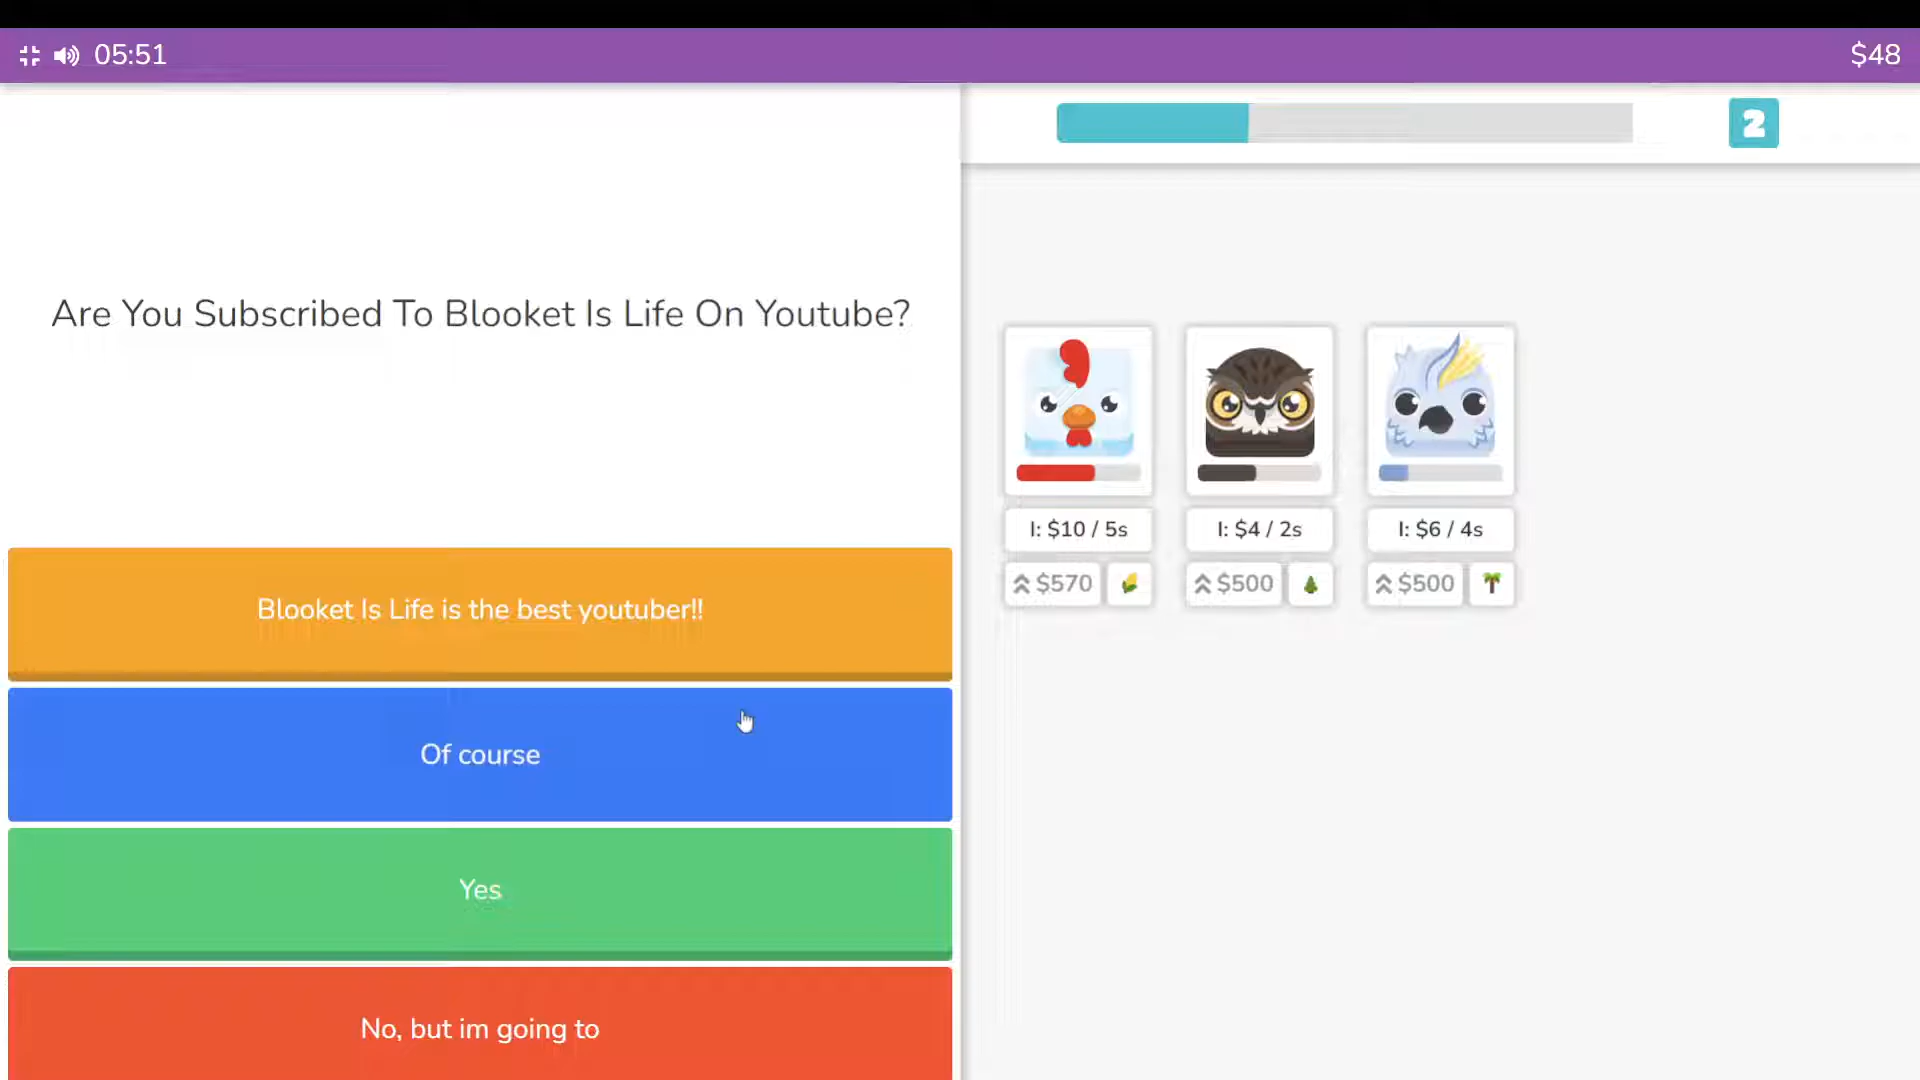 05:51
$48
2
Are You Subscribed To Blooket Is Life On Youtube?
Blooket Is Life is the best youtuber!!
Of course
Yes
No, but im going to
I: $10 / 5s
I: $4 / 2s
I: $6 / 4s
$570
$500
$500